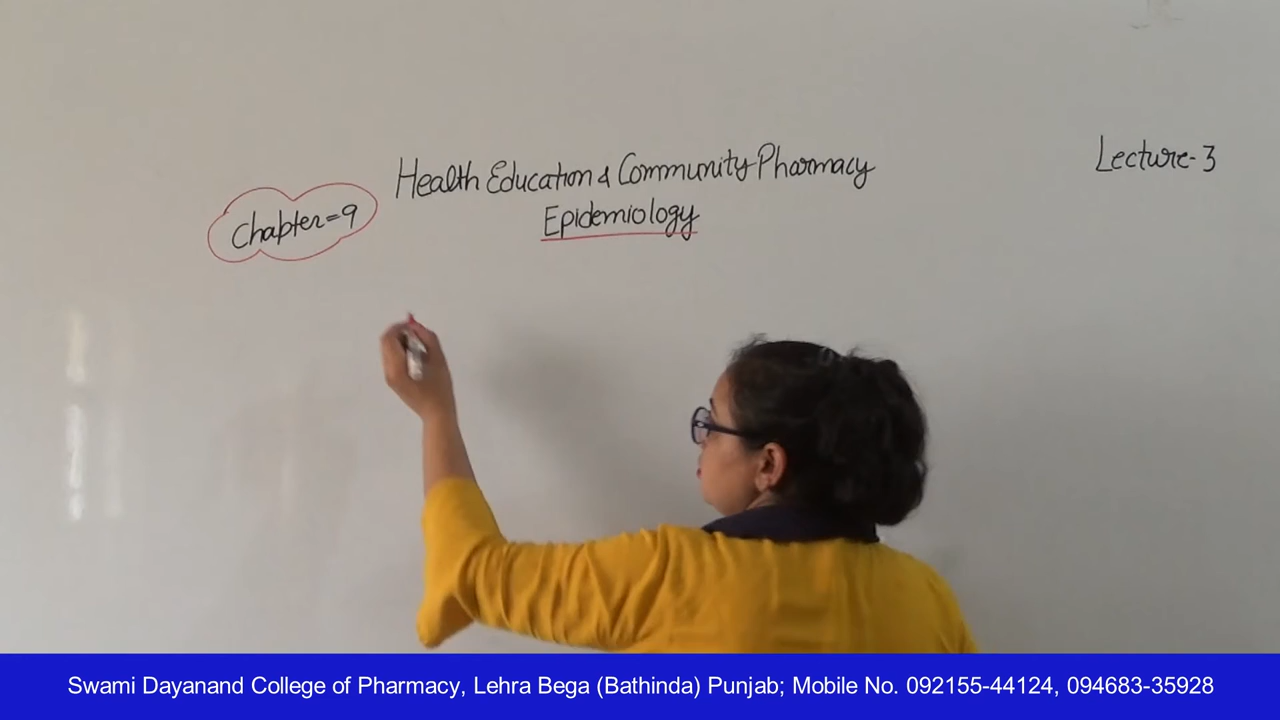 Health Education & Community Pharmacy
Lecture-3
Chapter=9
Epidemiology
Swami Dayanand College of Pharmacy, Lehra Bega (Bathinda) Punjab; Mobile No. 092155-44124, 094683-35928